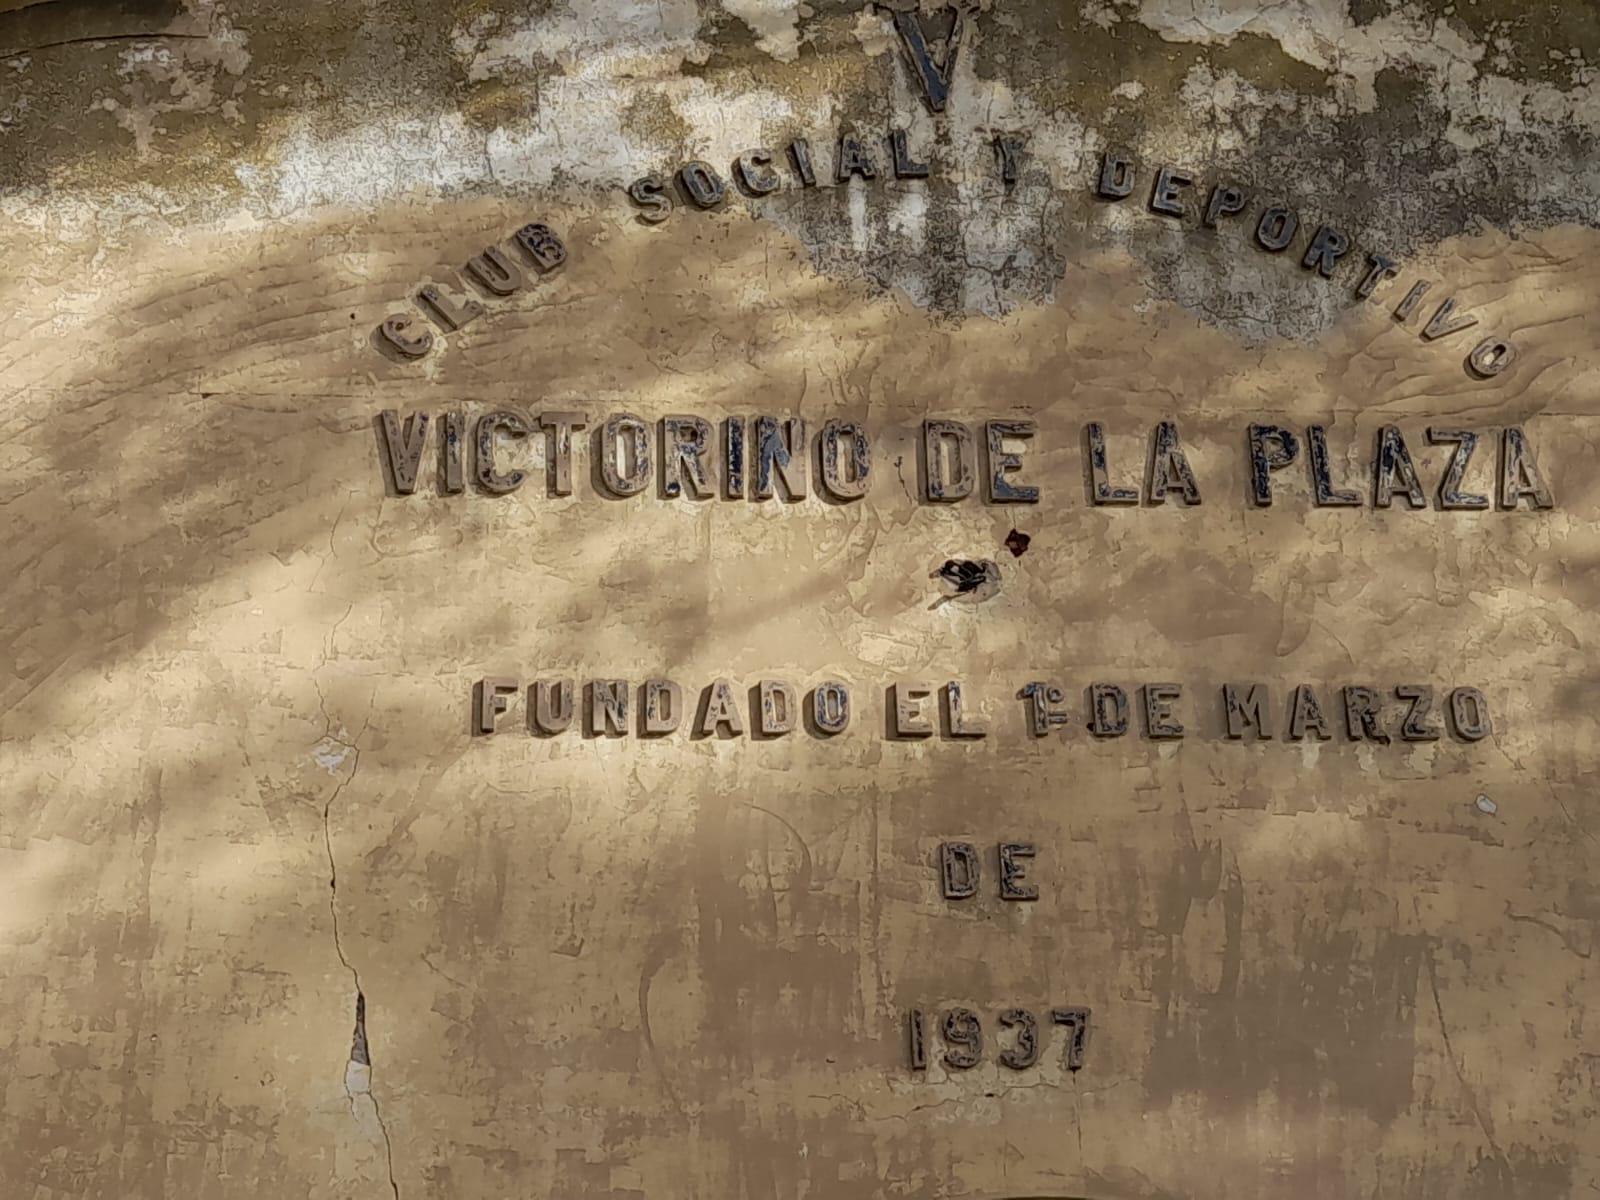 V
CLUB SOCIAL Y DEPORTIVO
VICTORINO DE LA PLAZA
FUNDADO EL 1º DE MARZO
DE
1937